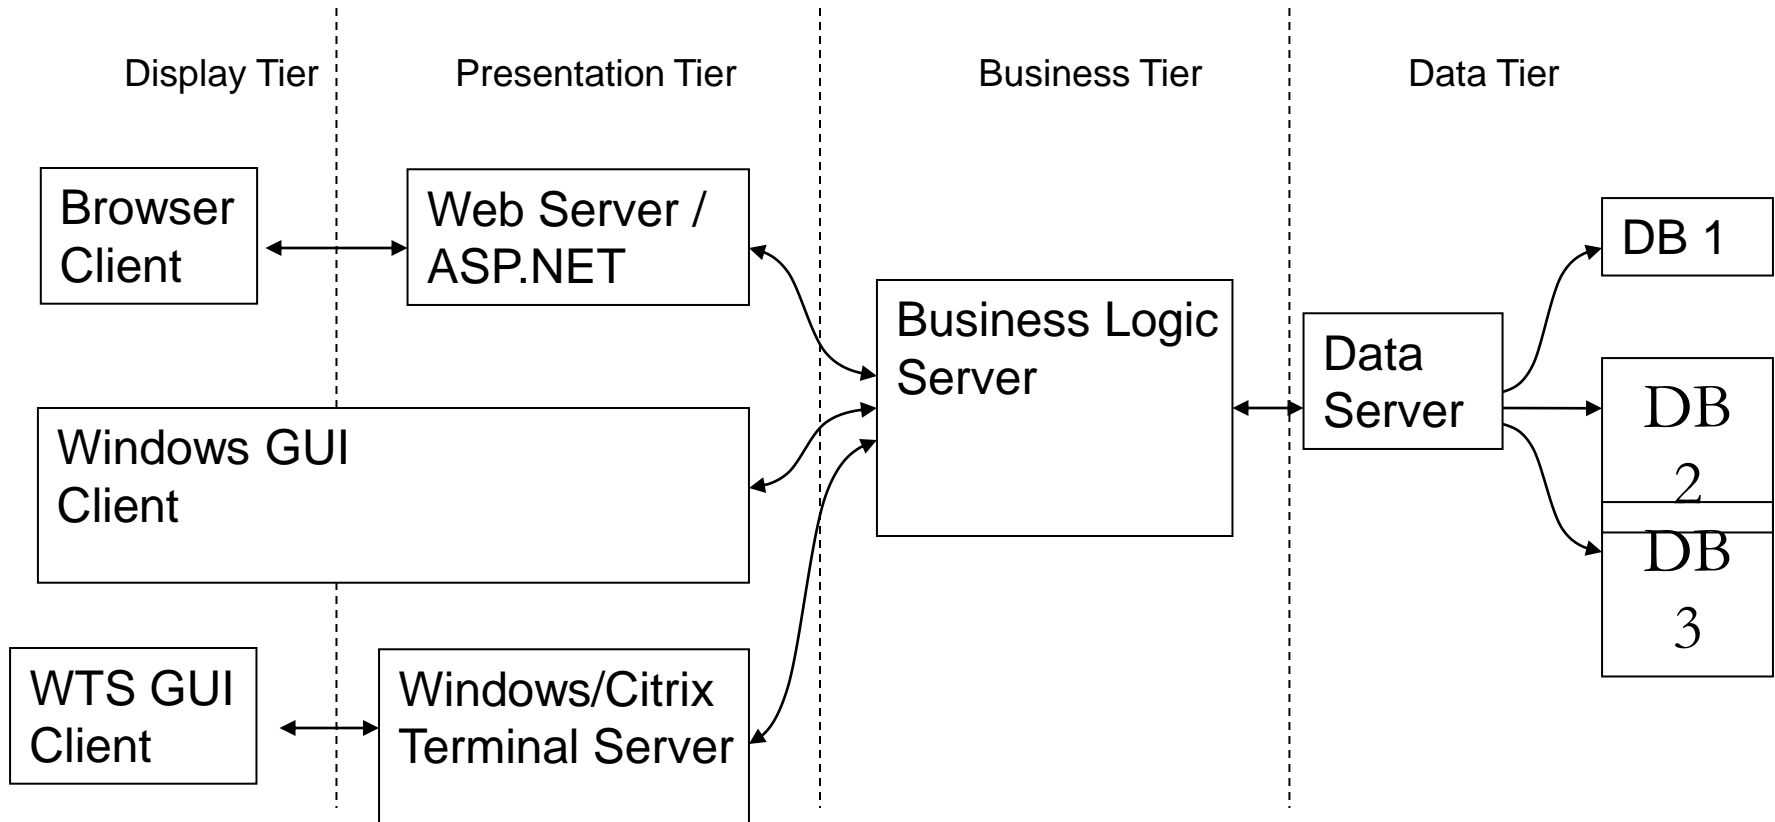 Display Tier
Presentation Tier
Business Tier
Data Tier
Browser
Client
Web Server /
ASP.NET
Business Logic
Server
Data
Server
DB 1
DB
2
DB
3
Windows GUI
Client
WTS GUI
Client
Windows/Citrix
Terminal Server